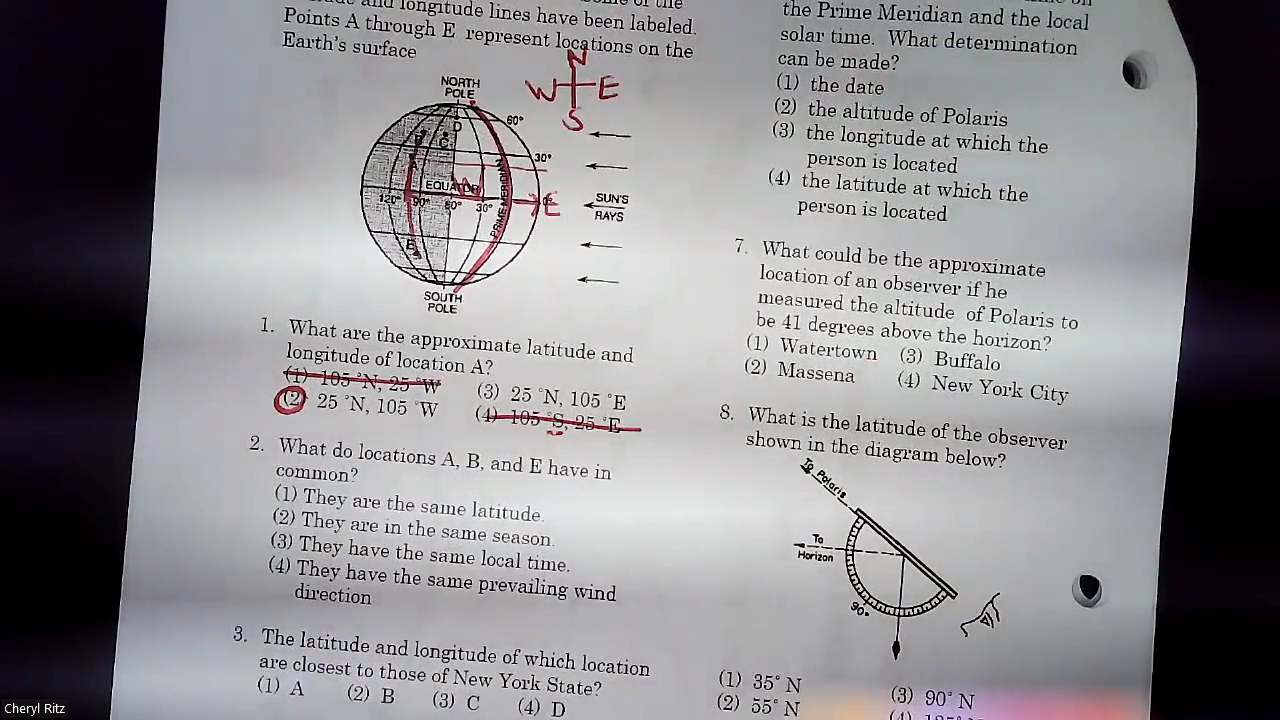 longitude lines have been labeled.
Points A through E represent locations on the
Earth's surface
N
W E
S
NORTH
POLE
60°
D
B
C
30°
A
EQUATOR
120° 90° 60° 30° 0°
PRIME MERIDIAN
E
E
SUN'S
RAYS
SOUTH
POLE
1. What are the approximate latitude and
longitude of location A?
(1) 105 °N, 25 °W
(2) 25 °N, 105 °W
(3) 25 °N, 105 °E
(4) 105 °S, 25 °E
2. What do locations A, B, and E have in
common?
(1) They are the same latitude.
(2) They are in the same season.
(3) They have the same local time.
(4) They have the same prevailing wind
direction
3. The latitude and longitude of which location
are closest to those of New York State?
(1) A (2) B (3) C (4) D
the Prime Meridian and the local
solar time. What determination
can be made?
(1) the date
(2) the altitude of Polaris
(3) the longitude at which the
person is located
(4) the latitude at which the
person is located
7. What could be the approximate
location of an observer if he
measured the altitude of Polaris to
be 41 degrees above the horizon?
(1) Watertown (3) Buffalo
(2) Massena (4) New York City
8. What is the latitude of the observer
shown in the diagram below?
To Polaris
To
Horizon
90°
(1) 35° N (3) 90° N
(2) 55° N
Cheryl Ritz